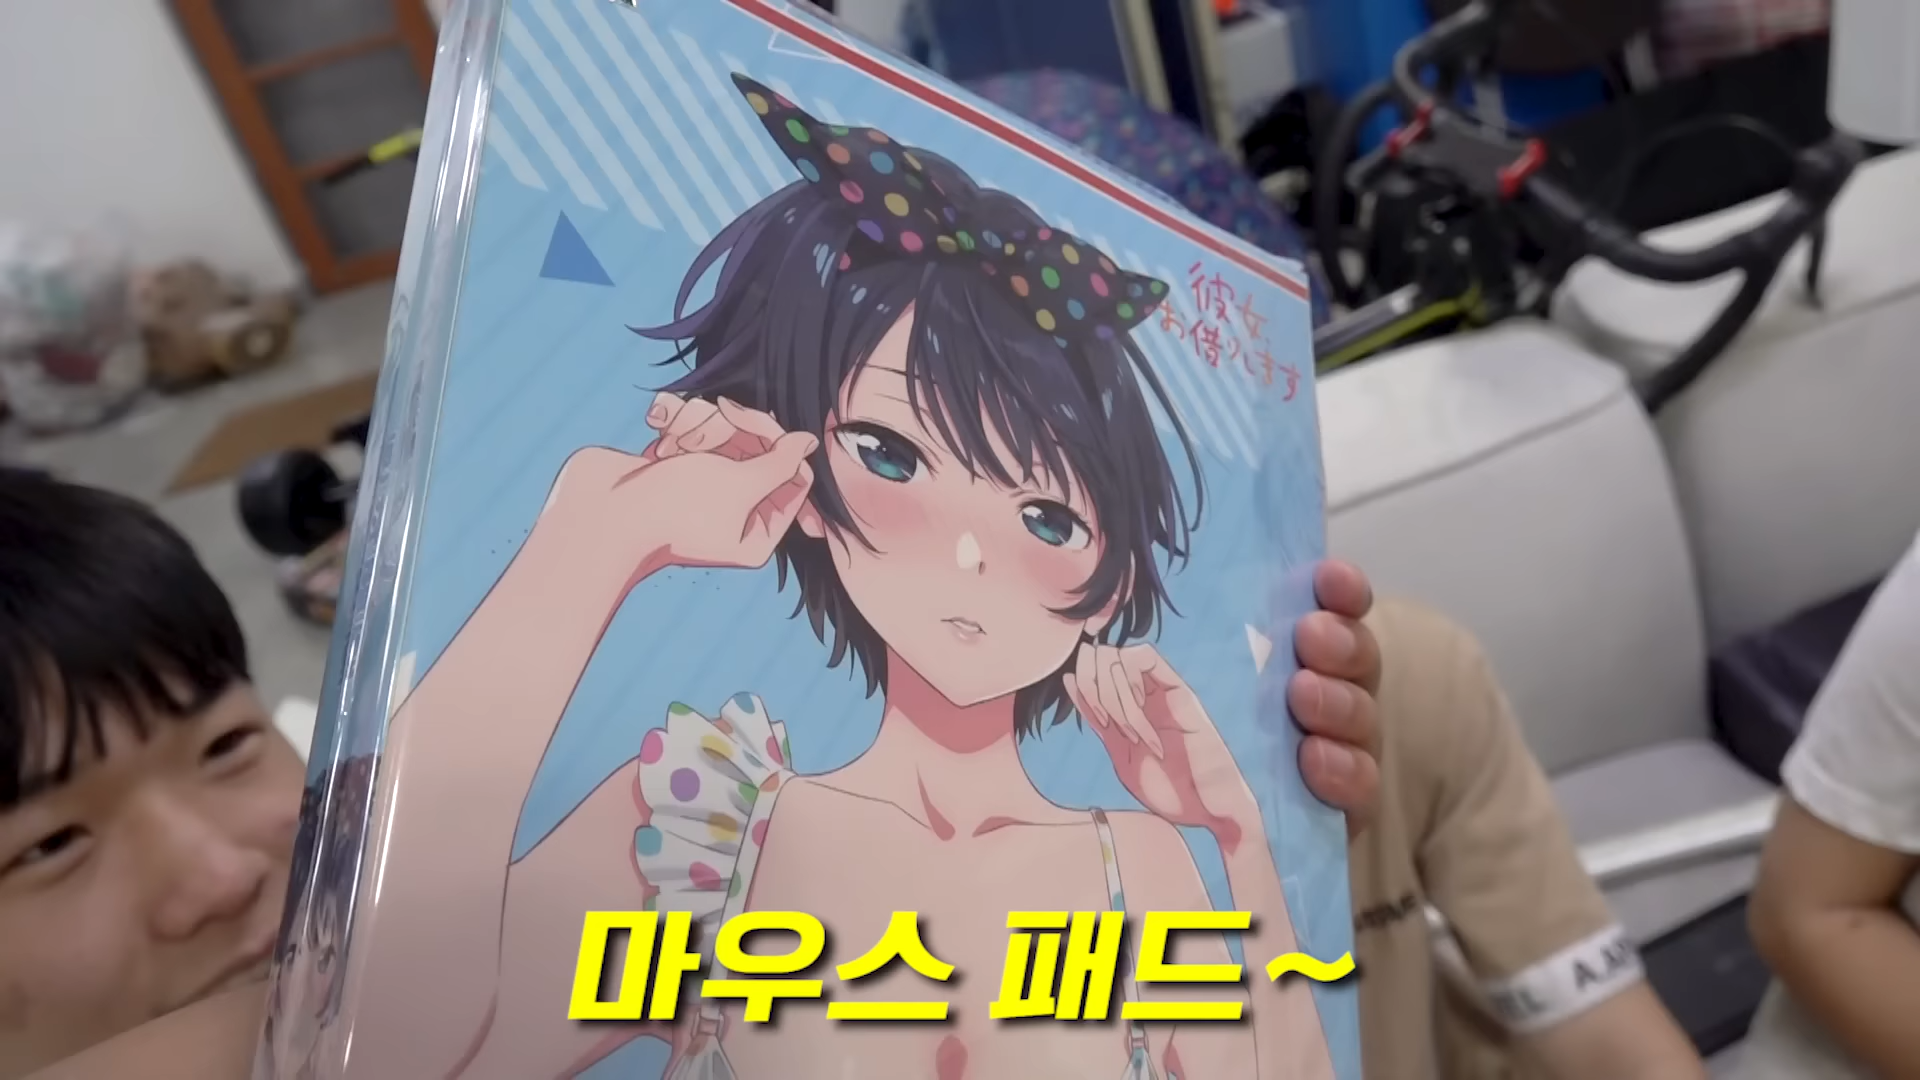 彼女、
お借りします
마우스 패드~